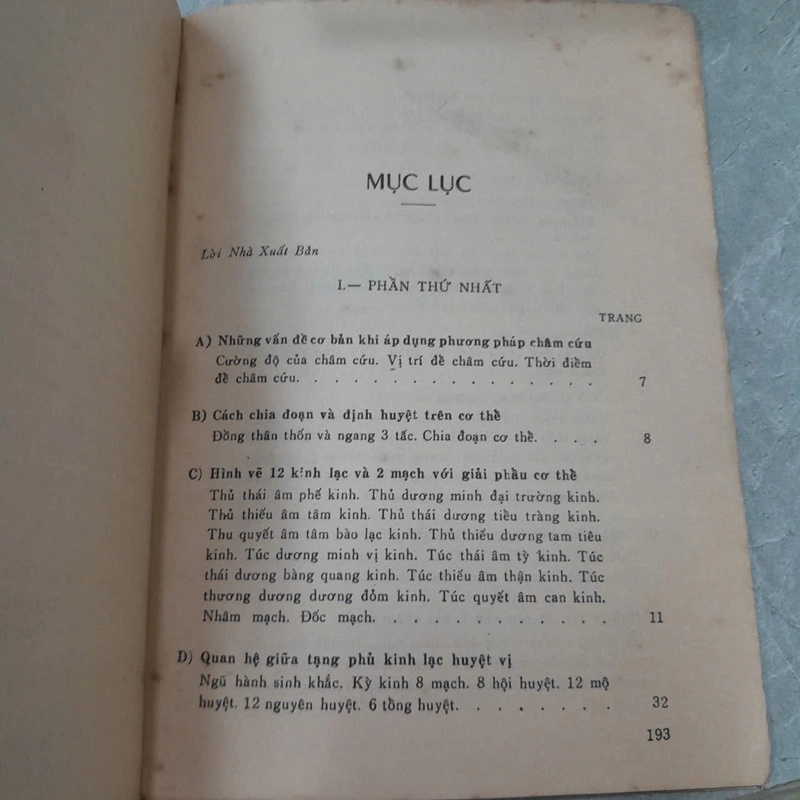 MỤC LỤC
Lời Nhà Xuất Bản
I.— PHẦN THỨ NHẤT
TRANG
A) Những vấn đề cơ bản khi áp dụng phương pháp châm cứu
Cường độ của châm cứu. Vị trí để châm cứu. Thời điểm
để châm cứu. . . . . . . . . . . . . . . . 7
B) Cách chia đoạn và định huyệt trên cơ thể
Đồng thân thốn và ngang 3 tấc. Chia đoạn cơ thể. . . . 8
C) Hình vẽ 12 kinh lạc và 2 mạch với giải phẫu cơ thể
Thủ thái âm phế kinh. Thủ dương minh đại trường kinh.
Thủ thiếu âm tâm kinh. Thủ thái dương tiểu tràng kinh.
Thu quyết âm tâm bào lạc kinh. Thủ thiếu dương tam tiêu
kinh. Túc dương minh vị kinh. Túc thái âm tỳ kinh. Túc
thái dương bàng quang kinh. Túc thiếu âm thận kinh. Túc
thương dương dương đỏm kinh. Túc quyết âm can kinh.
Nhâm mạch. Đốc mạch. . . . . . . . . . . . 11
D) Quan hệ giữa tạng phủ kinh lạc huyệt vị
Ngũ hành sinh khắc. Kỳ kinh 8 mạch. 8 hội huyệt. 12 mộ
huyệt. 12 nguyên huyệt. 6 tổng huyệt. . . . . . . . 32
193